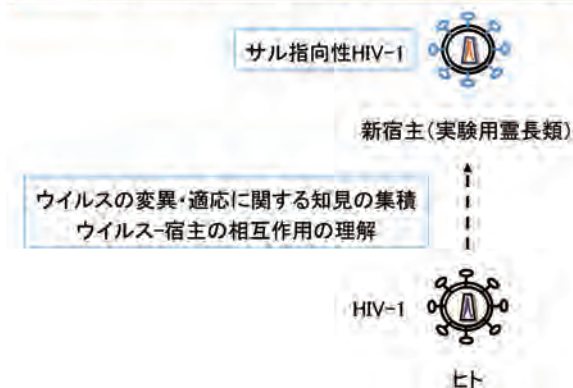 サル指向性HIV-1
新宿主(実験用霊長類)
ウイルスの変異・適応に関する知見の集積
ウイルス-宿主の相互作用の理解
HIV-1
ヒト